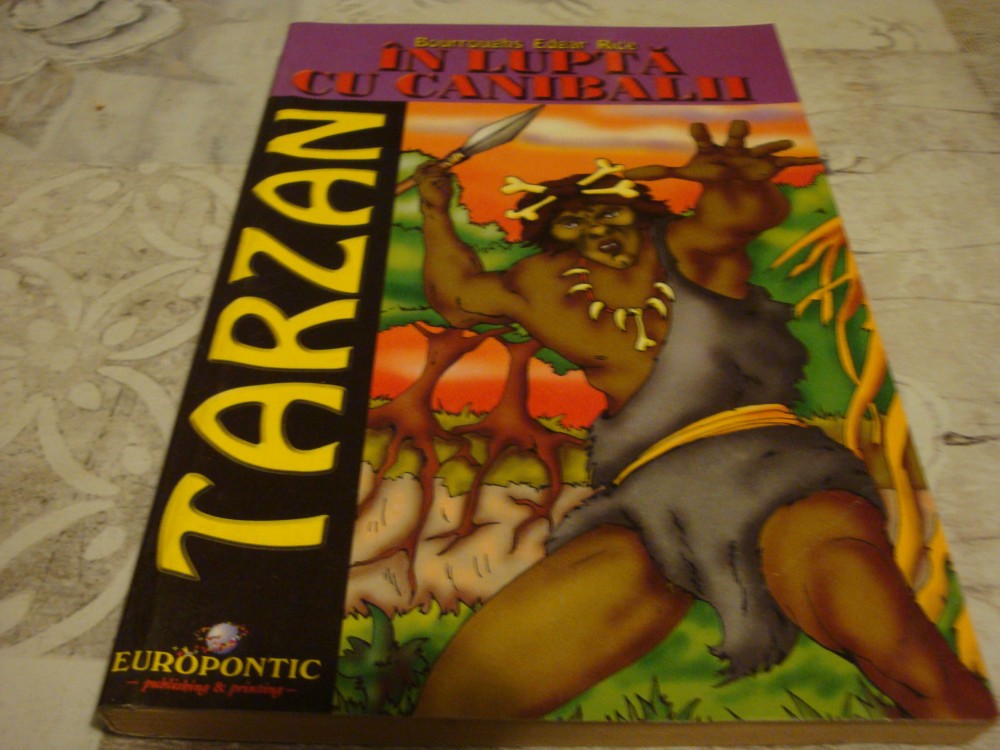 Bourroughs Edgar Rice
ÎN LUPTĂ
CU CANIBALII
TARZAN
EUROPONTIC
- publishing & printing -